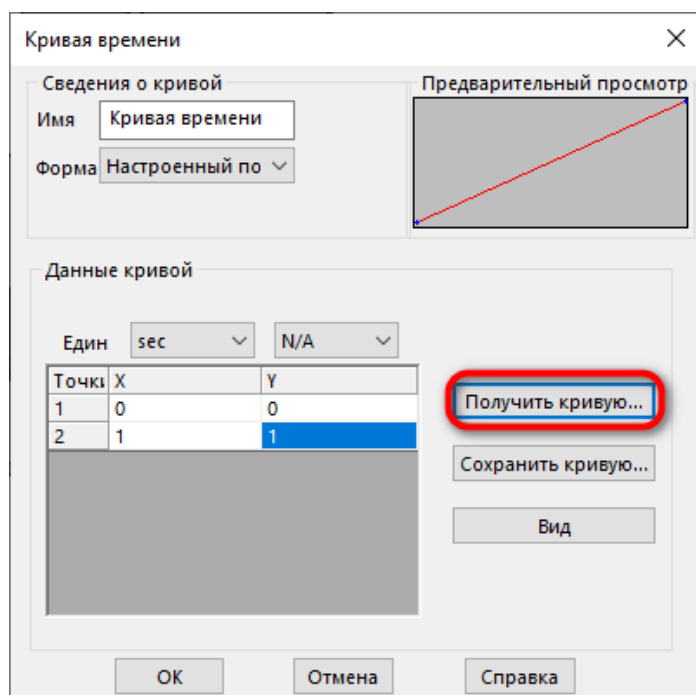 Кривая времени
Сведения о кривой
Предварительный просмотр
Имя Кривая времени
Форма Настроенный по
Данные кривой
Един sec N/A
Точки X Y
1 0 0
2 1 1
Получить кривую...
Сохранить кривую...
Вид
OK Отмена Справка